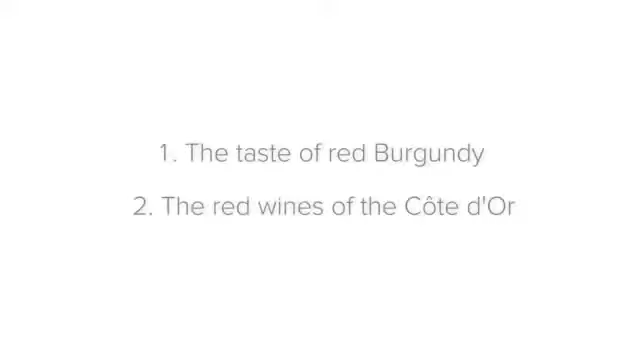 1. The taste of red Burgundy
2. The red wines of the Côte d'Or